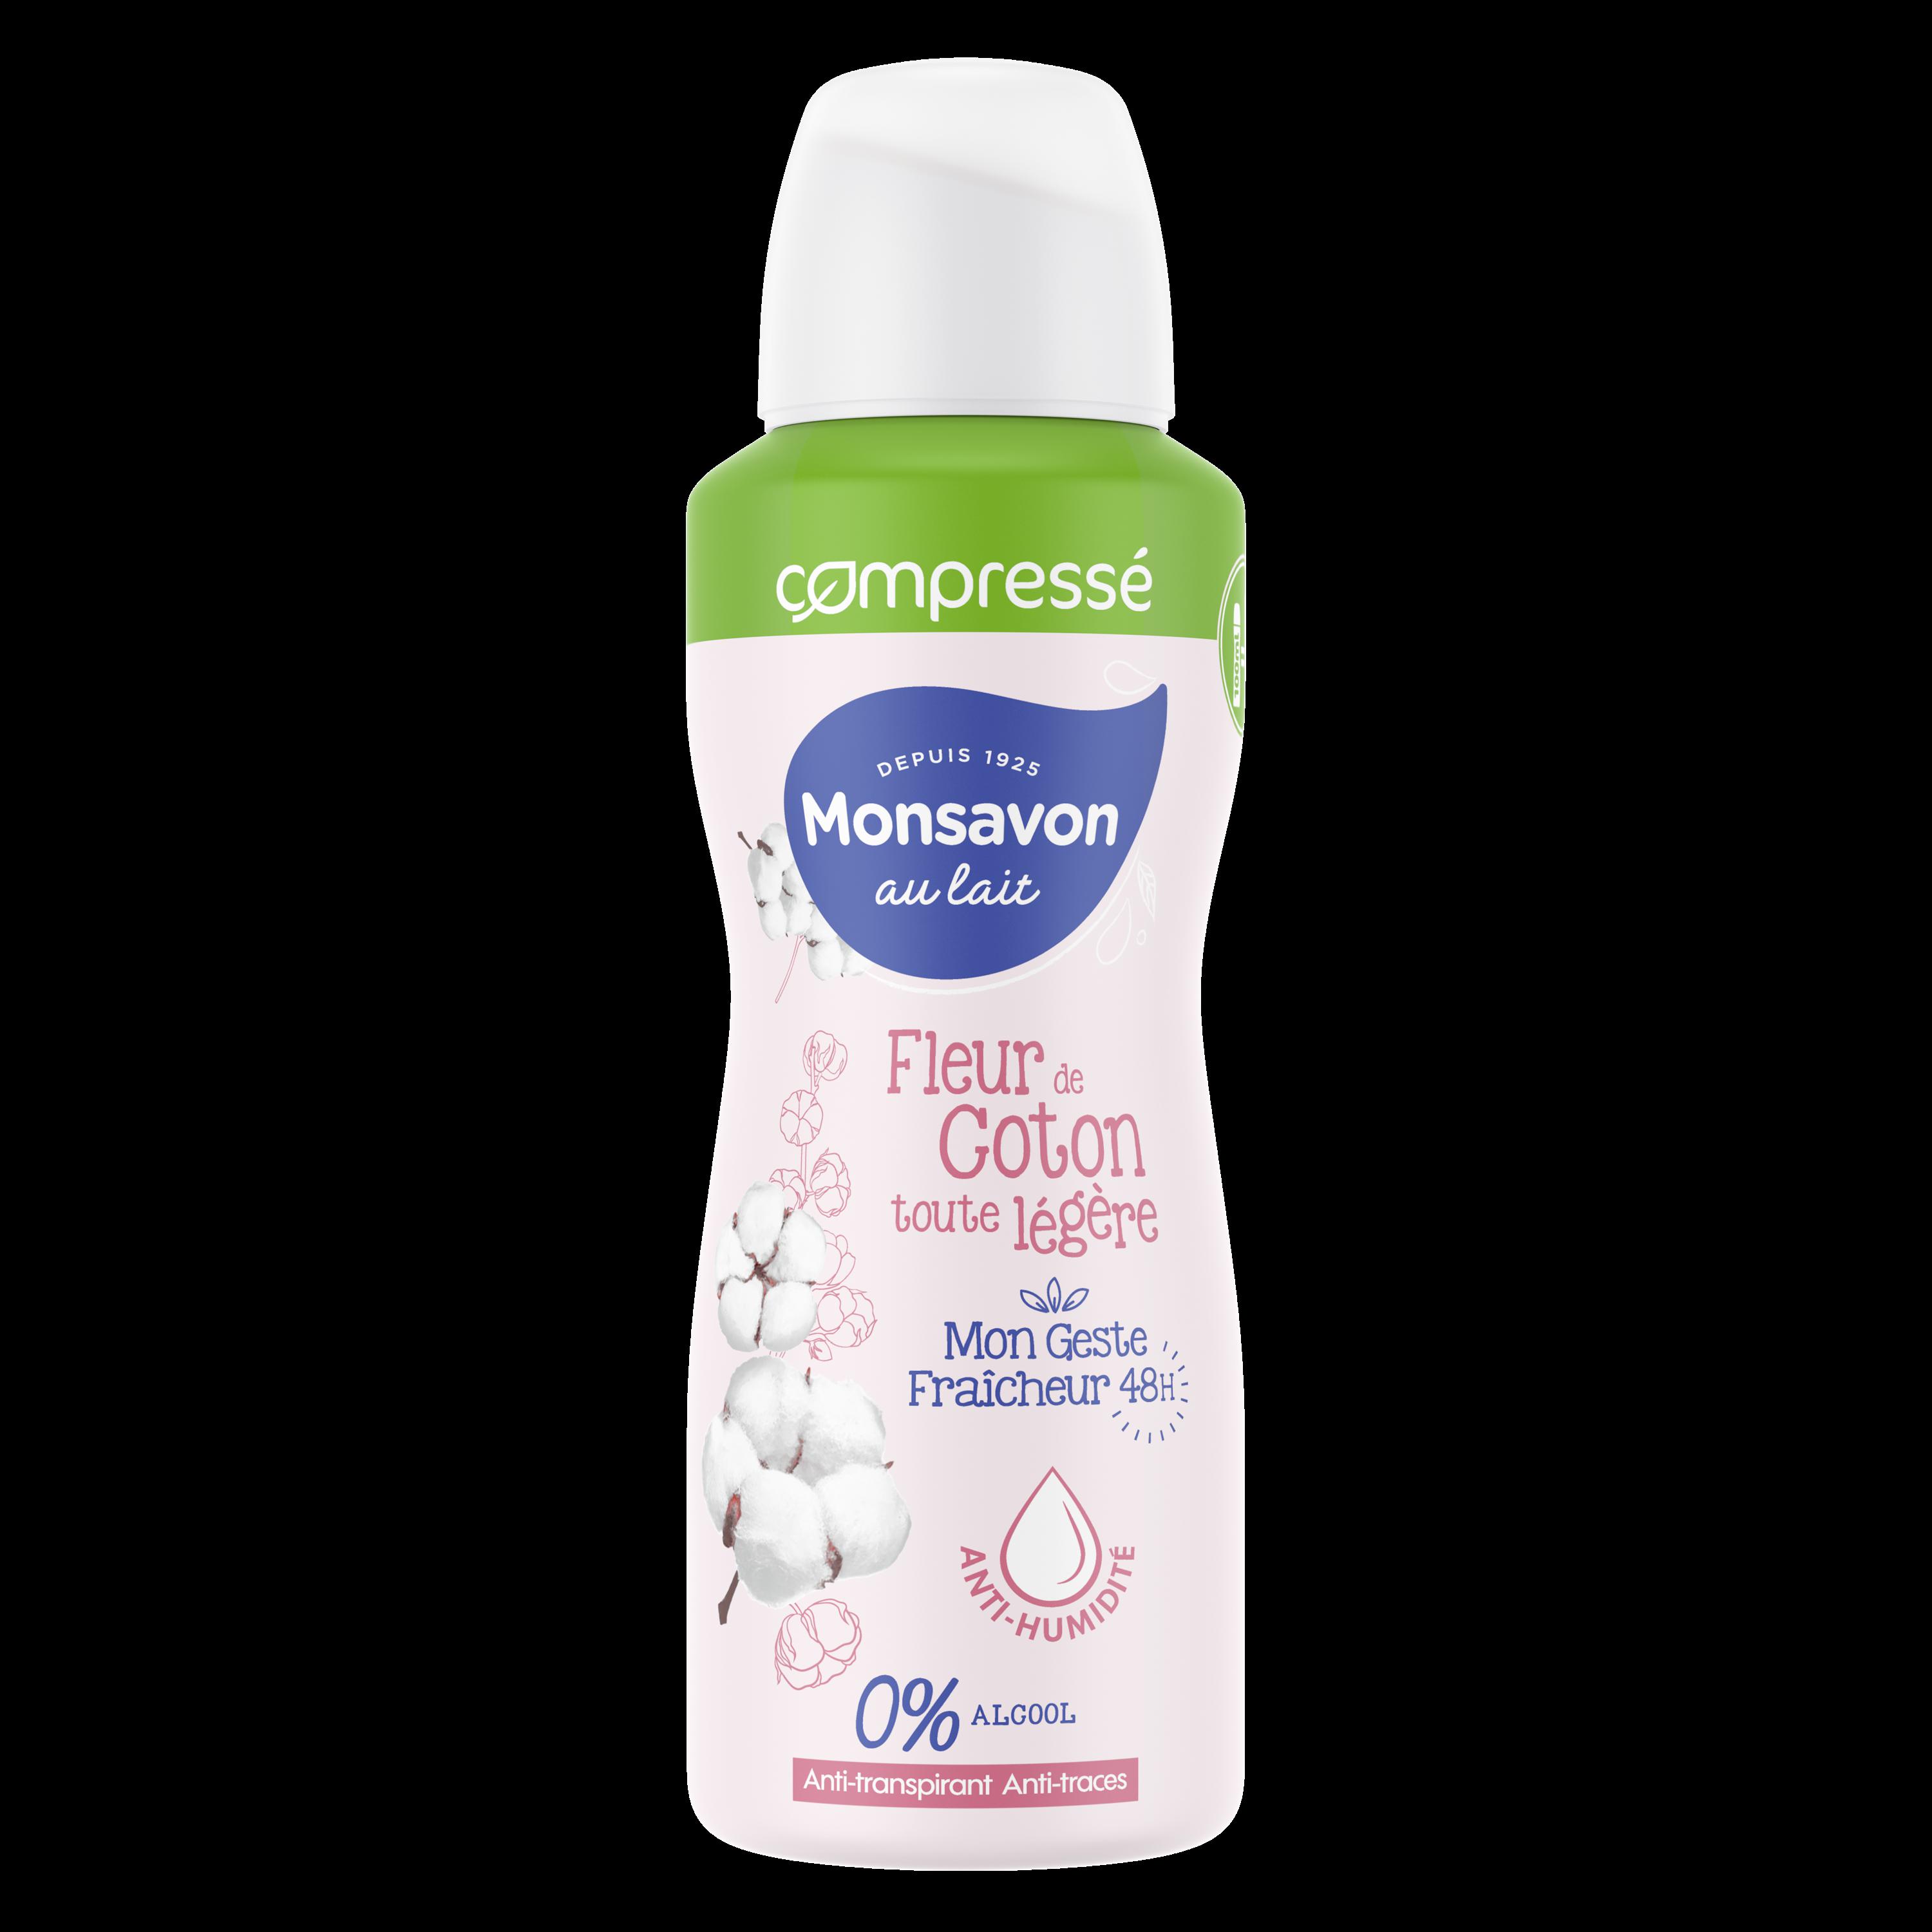 compressé
100ml
DEPUIS 1925
Monsavon
au lait
Fleur de
Coton
toute légère
Mon Geste
Fraîcheur 48H
ANTI-HUMIDITÉ
0% ALCOOL
Anti-transpirant Anti-traces